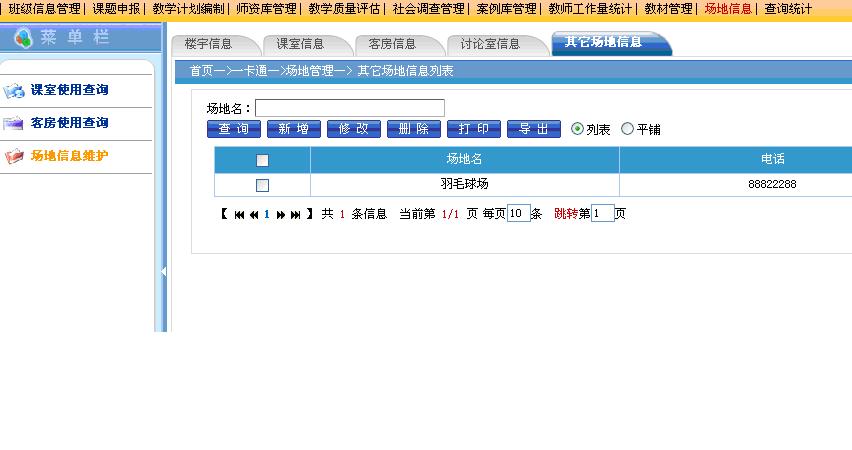 班级信息管理 | 课题申报 | 教学计划编制 | 师资库管理 | 教学质量评估 | 社会调查管理 | 案例库管理 | 教师工作量统计 | 教材管理 | 场地信息 | 查询统计
菜单栏
课室使用查询
客房使用查询
场地信息维护
楼宇信息 课室信息 客房信息 讨论室信息 其它场地信息
首页—>一卡通—>场地管理—> 其它场地信息列表
场地名：
查询 新增 修改 删除 打印 导出 列表 平铺
场地名 电话
羽毛球场 88822288
【 1 】 共 1 条信息 当前第 1/1 页 每页10条 跳转第1页